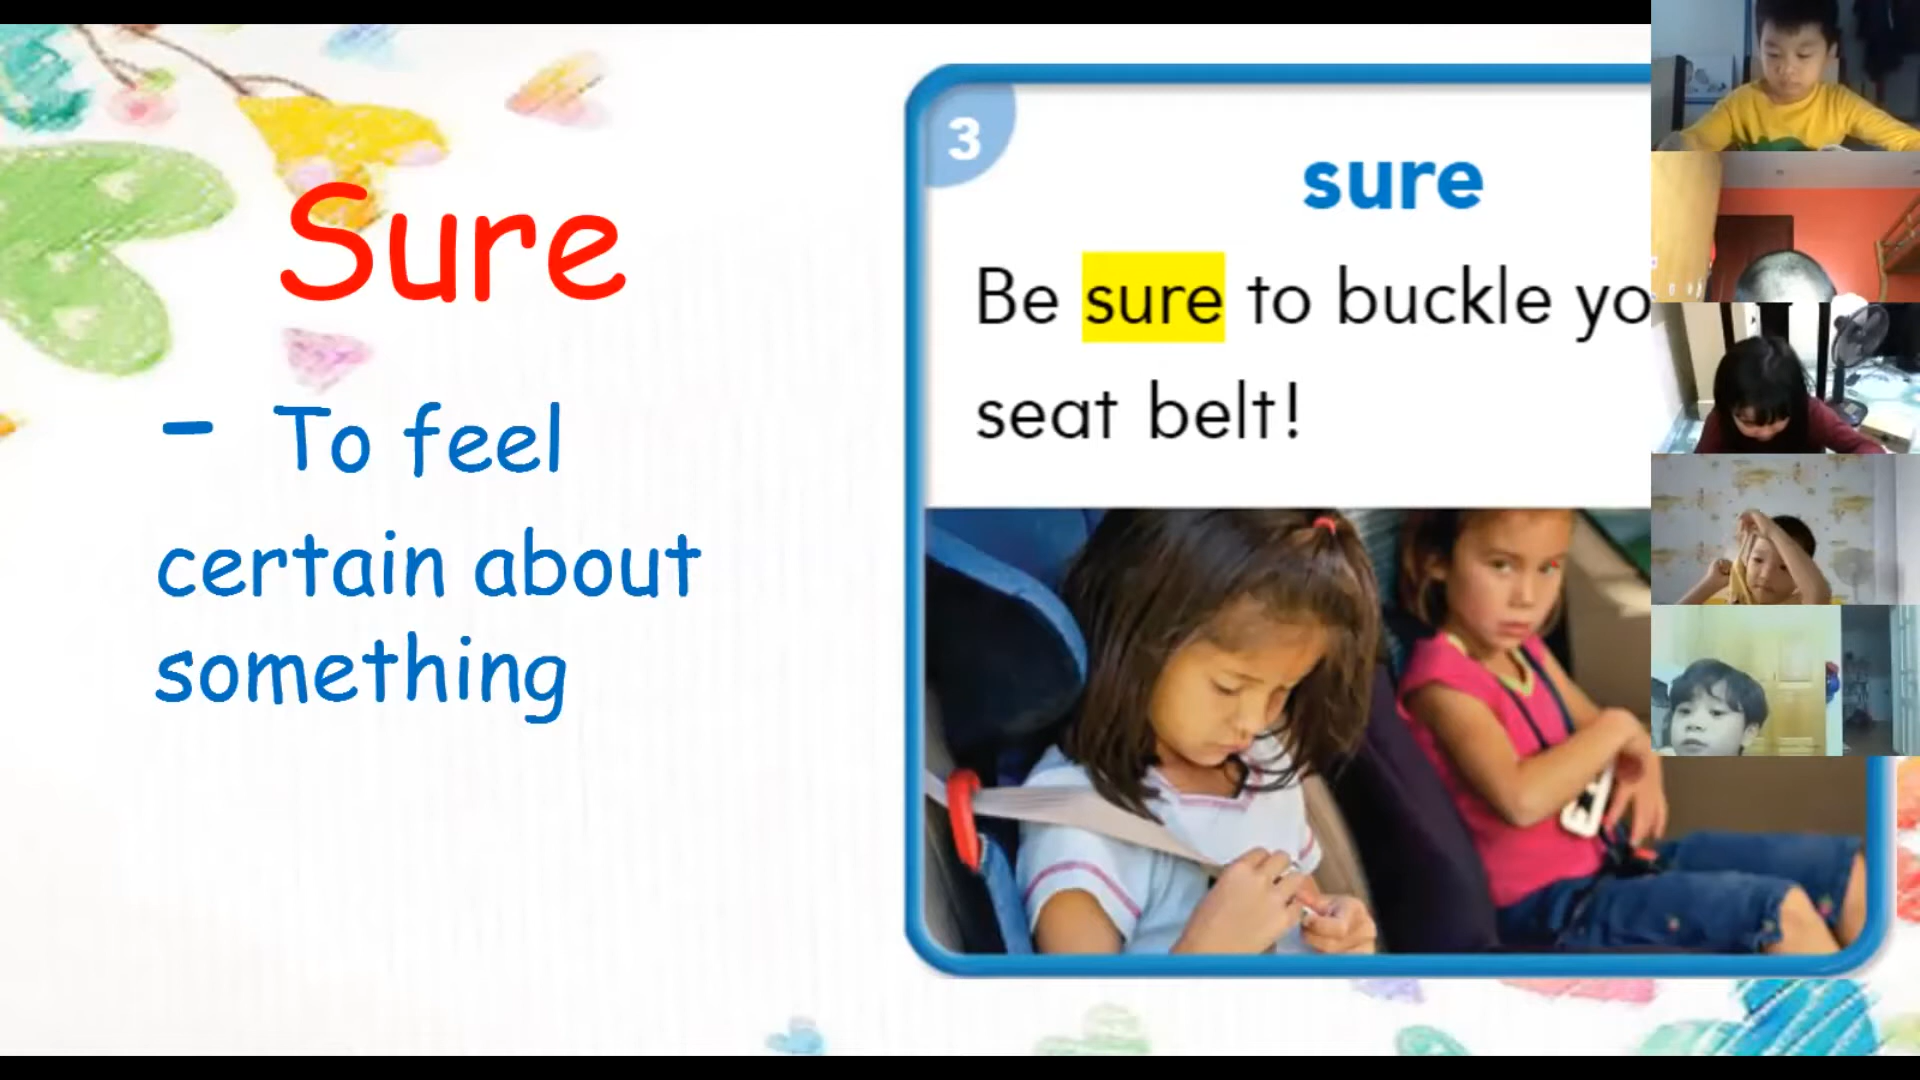 Sure
- To feel
certain about
something
3
sure
Be sure to buckle yo
seat belt!